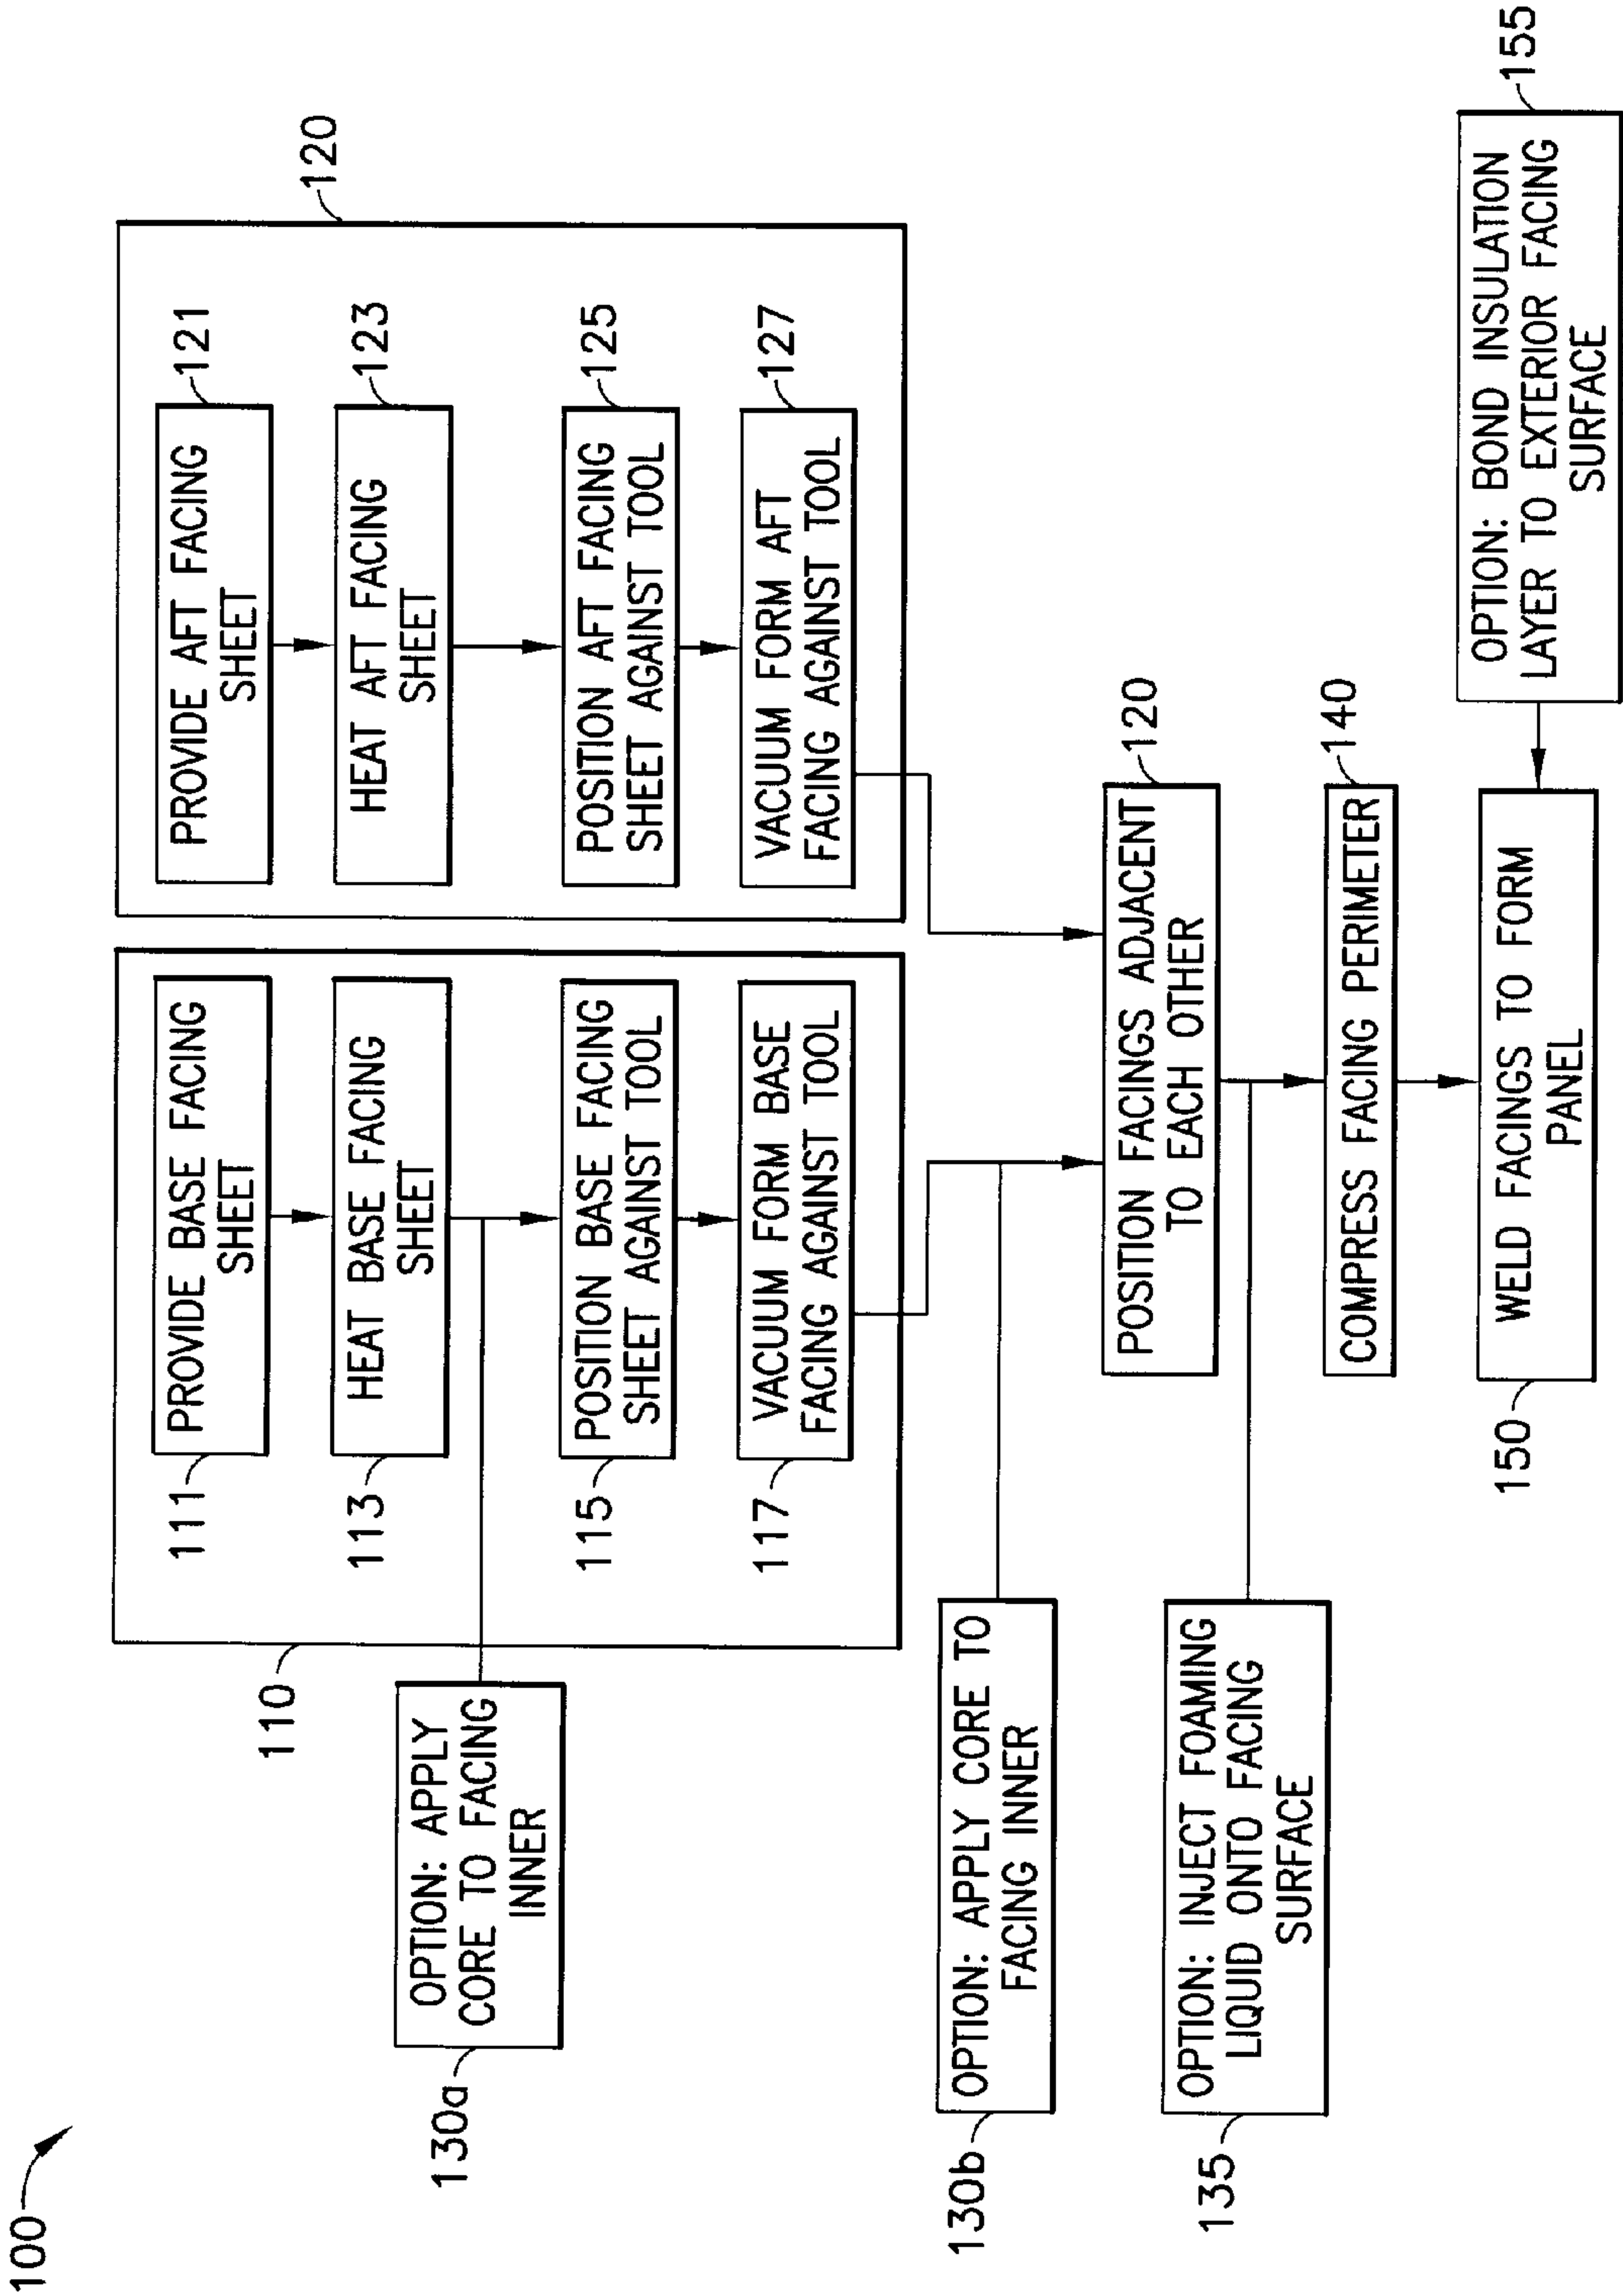 100
110
111
PROVIDE BASE FACING
SHEET
113
HEAT BASE FACING
SHEET
130a
OPTION: APPLY
CORE TO FACING
INNER
115
POSITION BASE FACING
SHEET AGAINST TOOL
117
VACUUM FORM BASE
FACING AGAINST TOOL
120
PROVIDE AFT FACING
SHEET
121
HEAT AFT FACING
SHEET
123
POSITION AFT FACING
SHEET AGAINST TOOL
125
VACUUM FORM AFT
FACING AGAINST TOOL
127
130b
OPTION: APPLY CORE TO
FACING INNER
POSITION FACINGS ADJACENT
TO EACH OTHER
120
135
OPTION: INJECT FOAMING
LIQUID ONTO FACING
SURFACE
COMPRESS FACING PERIMETER
140
150
WELD FACINGS TO FORM
PANEL
OPTION: BOND INSULATION
LAYER TO EXTERIOR FACING
SURFACE
155